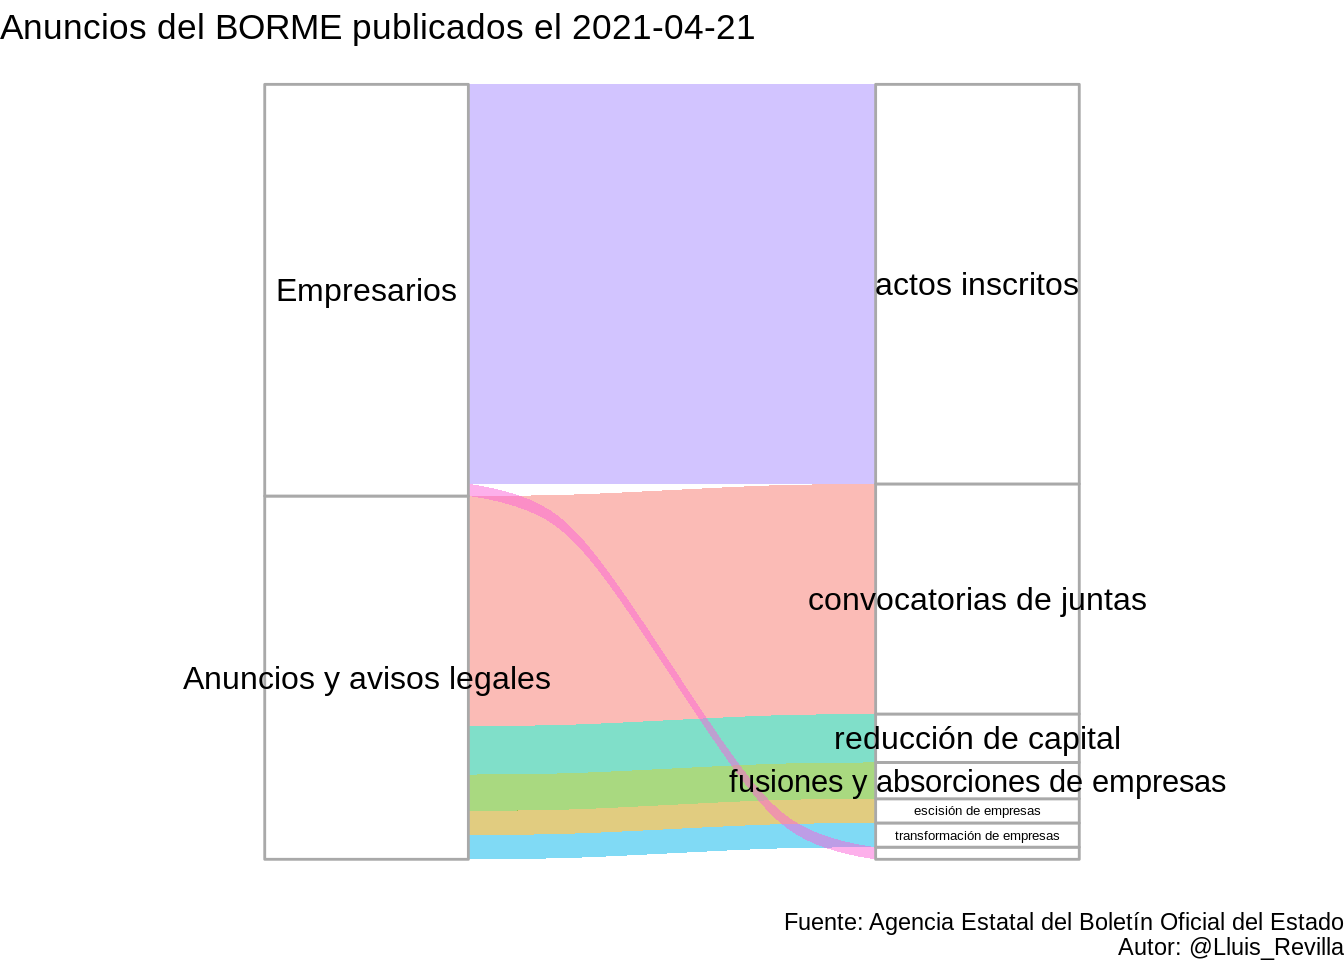 Anuncios del BORME publicados el 2021-04-21
Empresarios
actos inscritos
convocatorias de juntas
Anuncios y avisos legales
reducción de capital
fusiones y absorciones de empresas
escisión de empresas
transformación de empresas
Fuente: Agencia Estatal del Boletín Oficial del Estado
Autor: @Lluis_Revilla